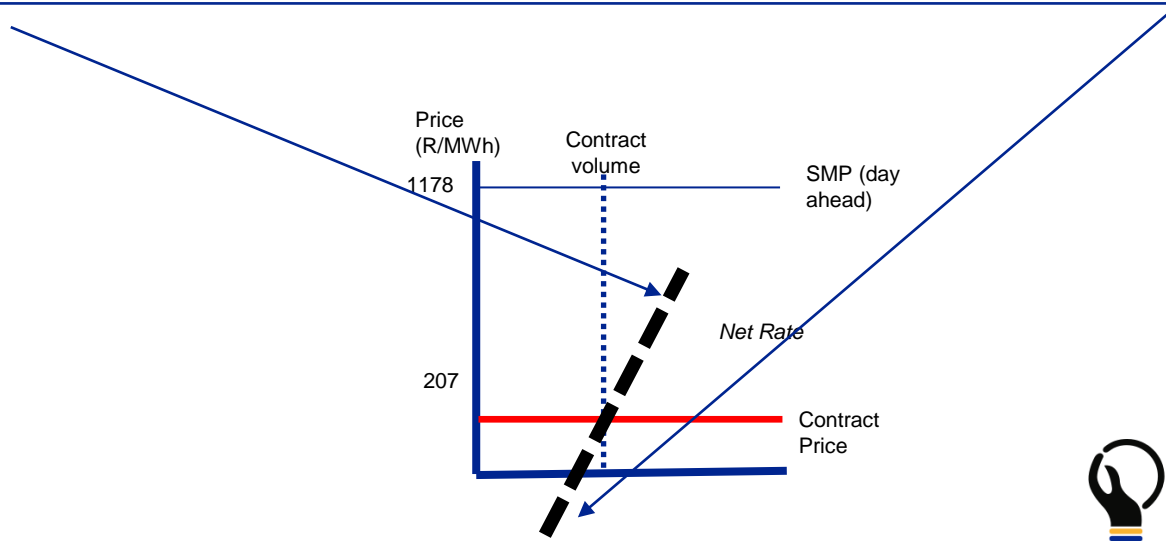 Price
(R/MWh)
Contract
volume
1178
SMP (day
ahead)
Net Rate
207
Contract
Price